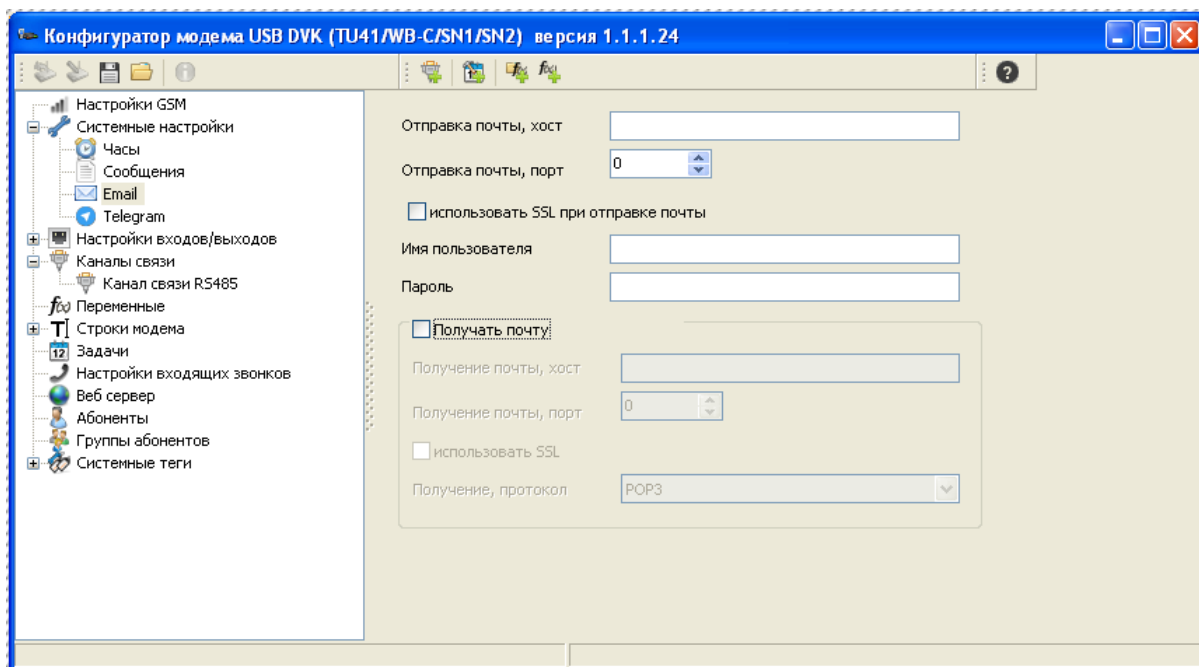 Конфигуратор модема USB DVK (TU41/WB-C/SN1/SN2) версия 1.1.1.24
Настройки GSM
Системные настройки
Часы
Сообщения
Email
Telegram
Настройки входов/выходов
Каналы связи
Канал связи RS485
f(x) Переменные
Строки модема
12 Задачи
Настройки входящих звонков
Веб сервер
Абоненты
Группы абонентов
Системные теги
Отправка почты, хост
Отправка почты, порт
0
использовать SSL при отправке почты
Имя пользователя
Пароль
Получать почту
Получение почты, хост
Получение почты, порт
0
использовать SSL
Получение, протокол
POP3